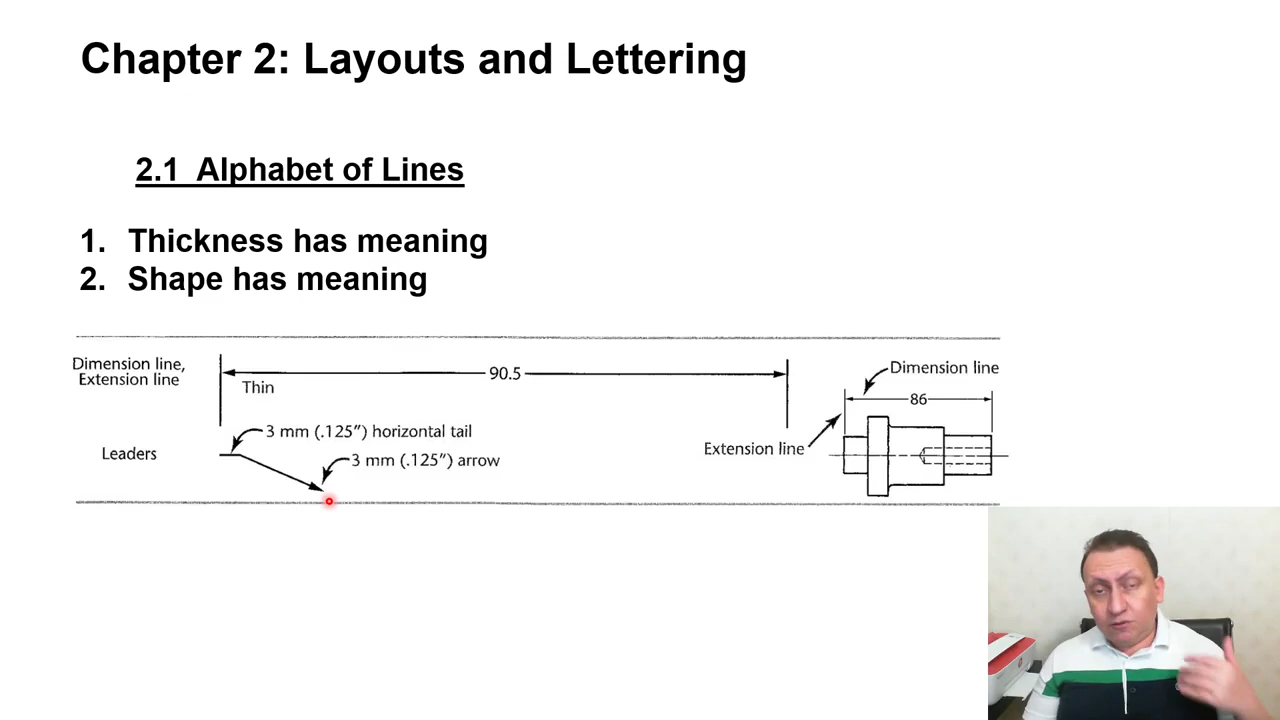 Chapter 2: Layouts and Lettering
2.1 Alphabet of Lines
1. Thickness has meaning
2. Shape has meaning
Dimension line,
Extension line
90.5
Thin
Dimension line
86
Leaders
3 mm (.125″) horizontal tail
3 mm (.125″) arrow
Extension line